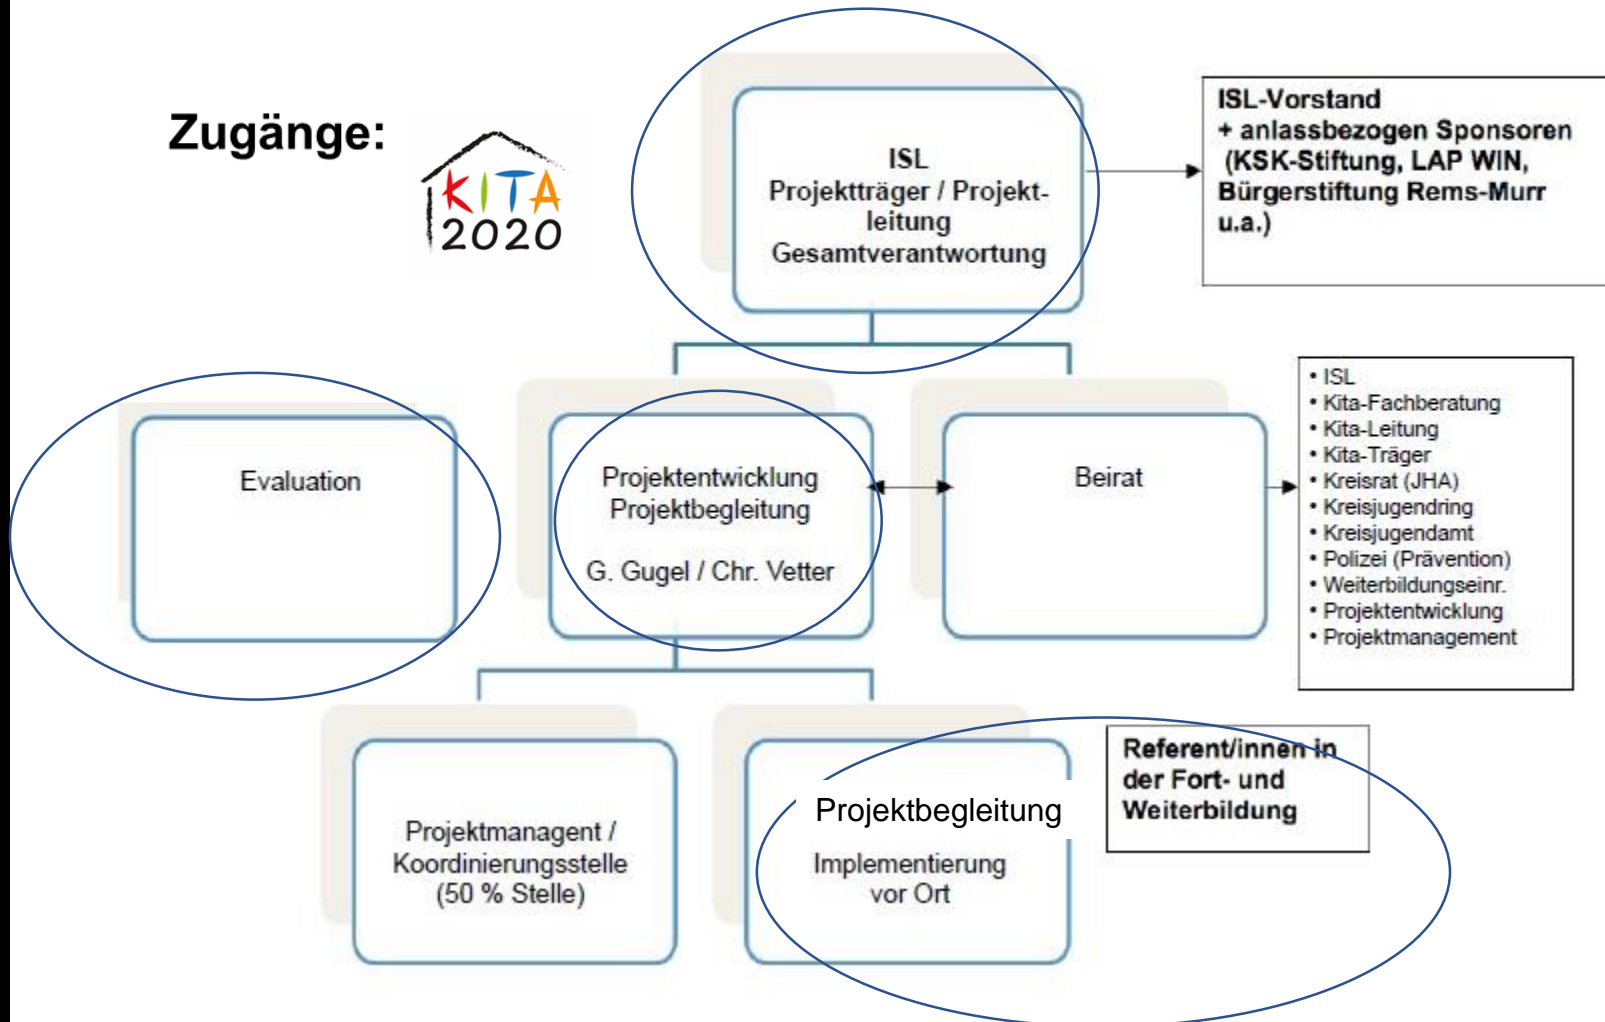 Zugänge:
KITA
2020
ISL
Projektträger / Projekt-
leitung
Gesamtverantwortung
ISL-Vorstand
+ anlassbezogen Sponsoren
(KSK-Stiftung, LAP WIN,
Bürgerstiftung Rems-Murr
u.a.)
Evaluation
Projektentwicklung
Projektbegleitung
G. Gugel / Chr. Vetter
Beirat
• ISL
• Kita-Fachberatung
• Kita-Leitung
• Kita-Träger
• Kreisrat (JHA)
• Kreisjugendring
• Kreisjugendamt
• Polizei (Prävention)
• Weiterbildungseinr.
• Projektentwicklung
• Projektmanagement
Projektmanagent /
Koordinierungsstelle
(50 % Stelle)
Projektbegleitung
Implementierung
vor Ort
Referent/innen in
der Fort- und
Weiterbildung